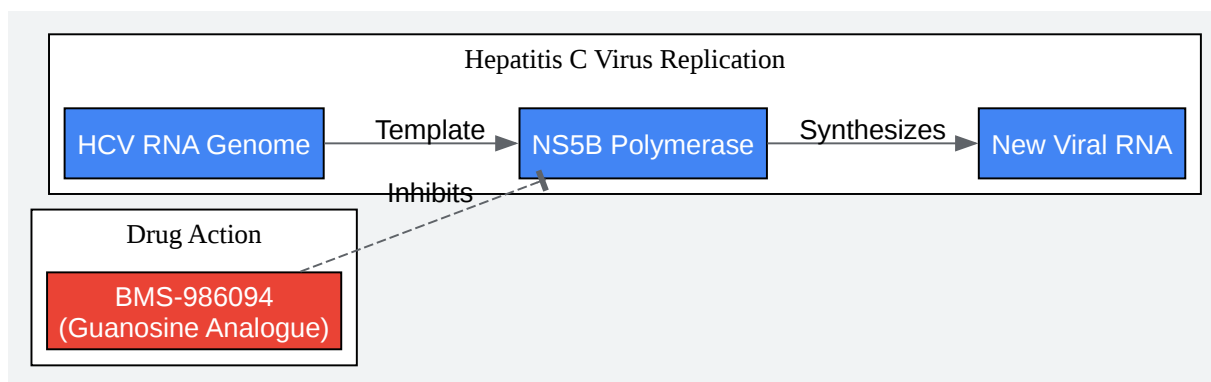 Hepatitis C Virus Replication
HCV RNA Genome
Template
NS5B Polymerase
Synthesizes
New Viral RNA
Inhibits
Drug Action
BMS-986094
(Guanosine Analogue)